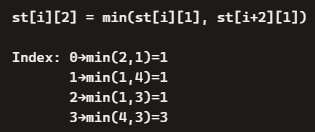 st[i][2] = min(st[i][1], st[i+2][1])
Index: 0→min(2,1)=1
1→min(1,4)=1
2→min(1,3)=1
3→min(4,3)=3